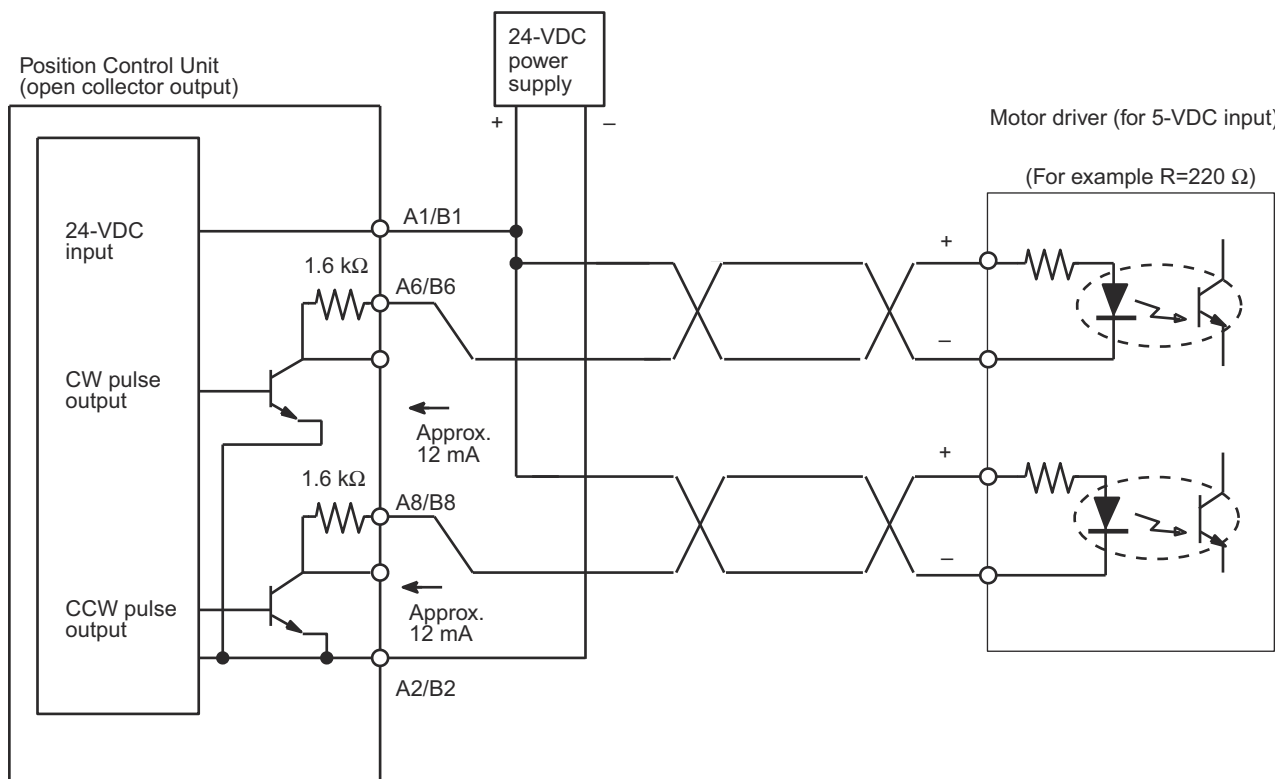 24-VDC
power
supply
Position Control Unit
(open collector output)
+
–
Motor driver (for 5-VDC input)
(For example R=220 Ω)
24-VDC
input
A1/B1
+
1.6 kΩ
A6/B6
–
CW pulse
output
Approx.
12 mA
1.6 kΩ
+
A8/B8
–
CCW pulse
output
Approx.
12 mA
A2/B2